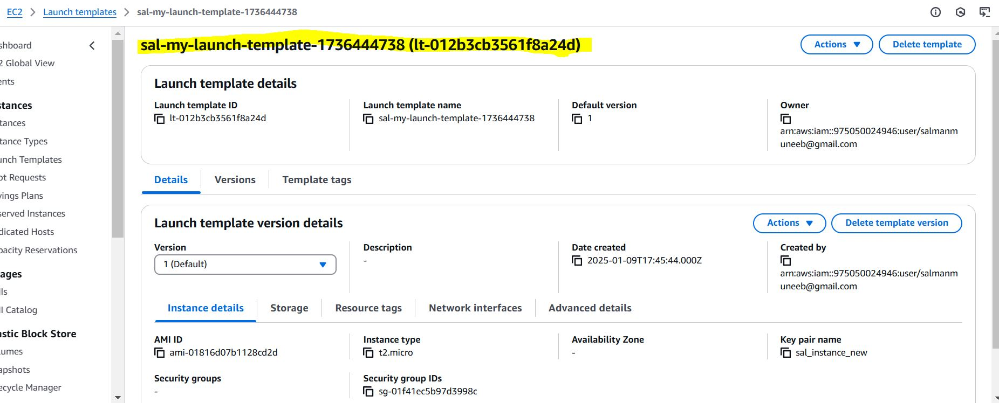 EC2 > Launch templates > sal-my-launch-template-1736444738
shboard
2 Global View
ents
stances
tances
tance Types
unch Templates
ot Requests
vings Plans
served Instances
dicated Hosts
pacity Reservations
ages
IIs
II Catalog
astic Block Store
umes
apshots
ecycle Manager
sal-my-launch-template-1736444738 (lt-012b3cb3561f8a24d)
Actions
Delete template
Launch template details
Launch template ID
lt-012b3cb3561f8a24d
Launch template name
sal-my-launch-template-1736444738
Default version
1
Owner
arn:aws:iam::975050024946:user/salmanm
uneeb@gmail.com
Details
Versions
Template tags
Launch template version details
Actions
Delete template version
Version
1 (Default)
Description
-
Date created
2025-01-09T17:45:44.000Z
Created by
arn:aws:iam::975050024946:user/salmanm
uneeb@gmail.com
Instance details
Storage
Resource tags
Network interfaces
Advanced details
AMI ID
ami-01816d07b1128cd2d
Instance type
t2.micro
Availability Zone
-
Key pair name
sal_instance_new
Security groups
-
Security group IDs
sg-01f41ec5b97d3998c